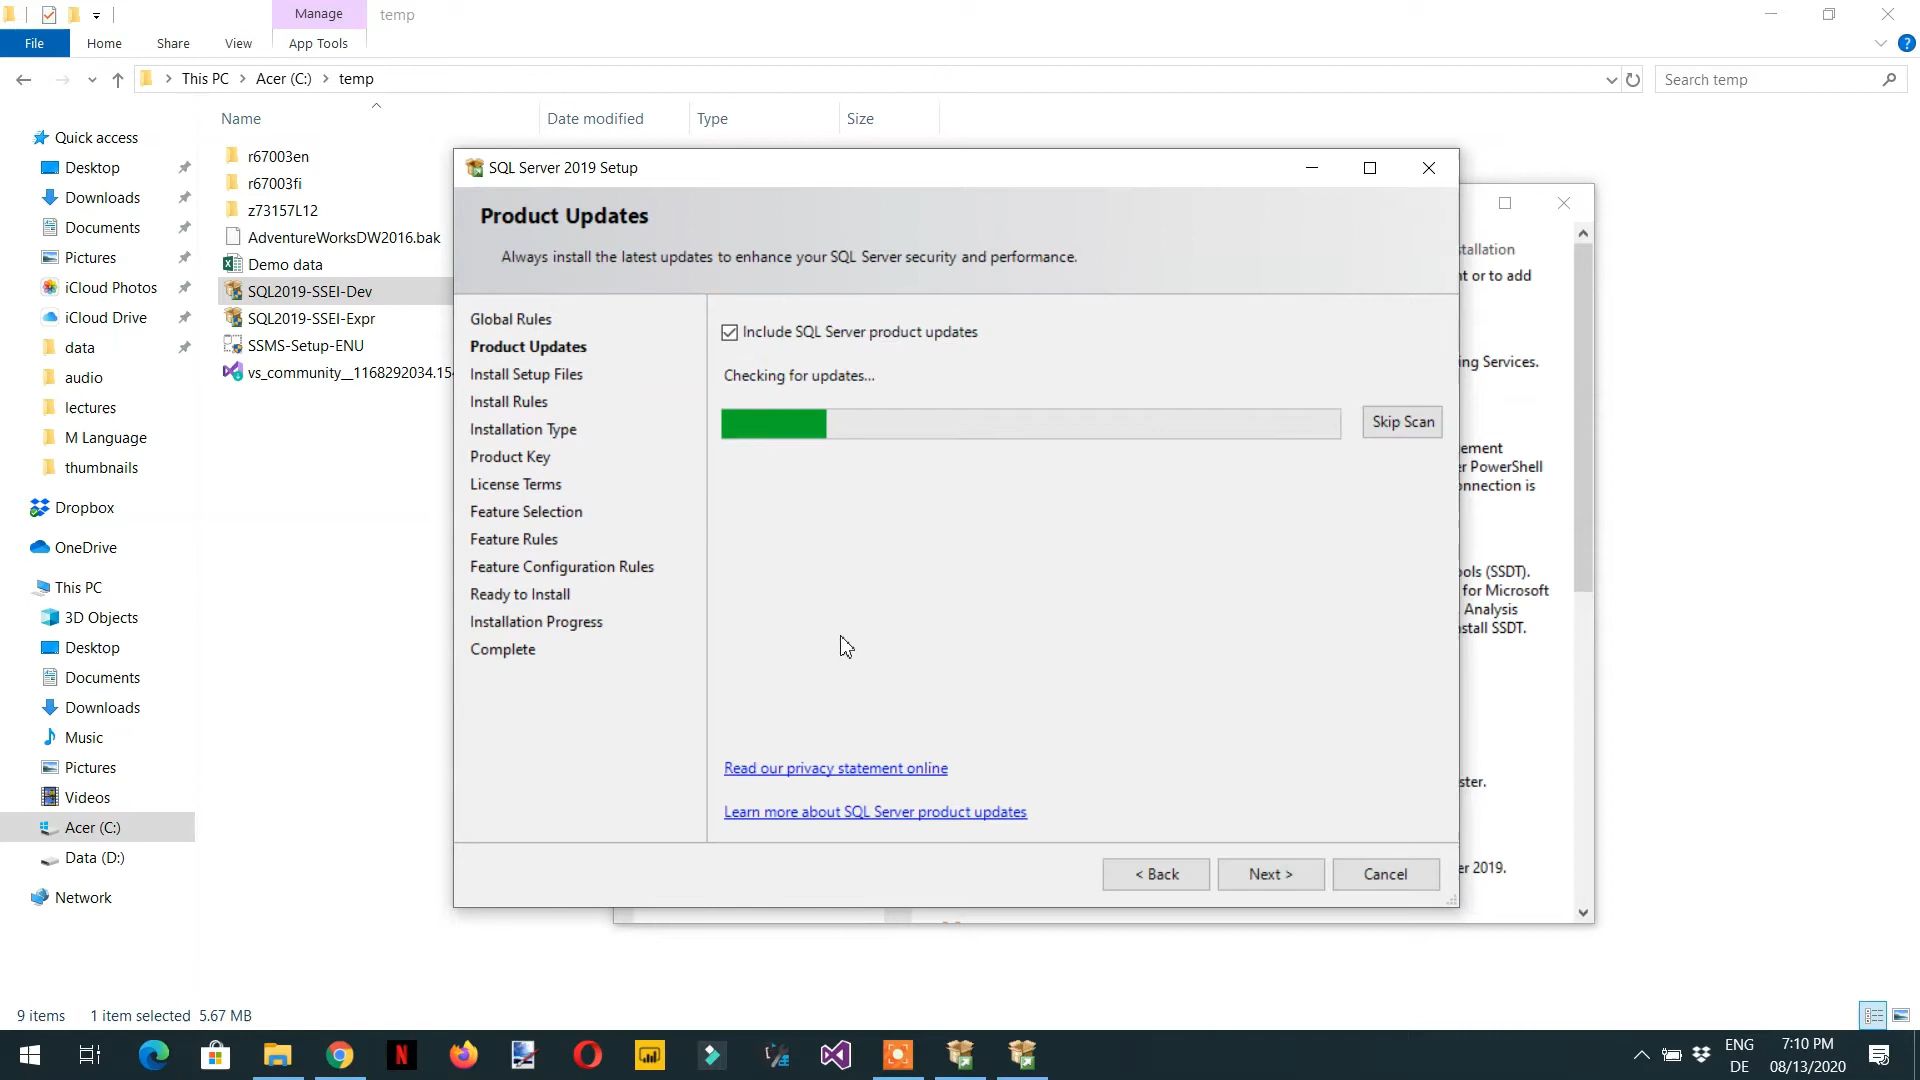 Manage
temp
File
Home
Share
View
App Tools
This PC
Acer (C:)
temp
Search temp
Name
Date modified
Type
Size
Quick access
Desktop
Downloads
Documents
Pictures
iCloud Photos
iCloud Drive
data
audio
lectures
M Language
thumbnails
Dropbox
OneDrive
This PC
3D Objects
Desktop
Documents
Downloads
Music
Pictures
Videos
Acer (C:)
Data (D:)
Network
r67003en
r67003fi
z73157L12
AdventureWorksDW2016.bak
Demo data
SQL2019-SSEI-Dev
SQL2019-SSEI-Expr
SSMS-Setup-ENU
vs_community__1168292034.154
SQL Server 2019 Setup
Product Updates
Always install the latest updates to enhance your SQL Server security and performance.
Global Rules
Product Updates
Install Setup Files
Install Rules
Installation Type
Product Key
License Terms
Feature Selection
Feature Rules
Feature Configuration Rules
Ready to Install
Installation Progress
Complete
Include SQL Server product updates
Checking for updates...
Skip Scan
Read our privacy statement online
Learn more about SQL Server product updates
< Back
Next >
Cancel
stallation
nt or to add
ing Services.
ement
er PowerShell
onnection is
ools (SSDT).
for Microsoft
Analysis
nstall SSDT.
ster.
er 2019.
9 items
1 item selected 5.67 MB
ENG
DE
7:10 PM
08/13/2020